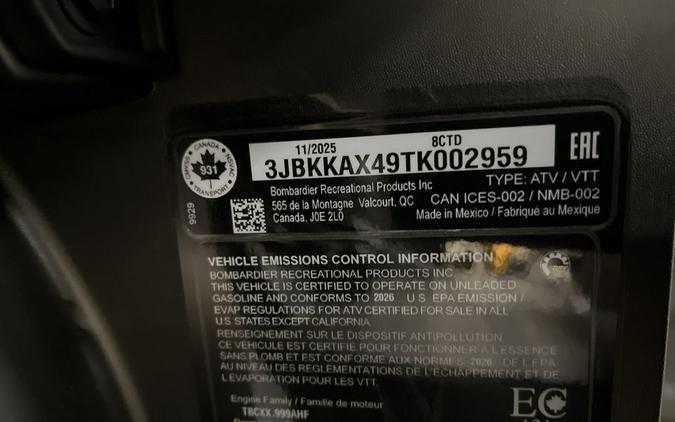 11/2025 8CTD
3JBKKAX49TK002959
EAC
CANADA
CMVSS NSVAC
931
TRANSPORT
9929
TYPE: ATV / VTT
Bombardier Recreational Products Inc
565 de la Montagne Valcourt, QC
Canada. J0E 2L0
CAN ICES-002 / NMB-002
Made in Mexico / Fabriqué au Mexique
VEHICLE EMISSIONS CONTROL INFORMATION
BOMBARDIER RECREATIONAL PRODUCTS INC
THIS VEHICLE IS CERTIFIED TO OPERATE ON UNLEADED
GASOLINE AND CONFORMS TO 2026 U S EPA EMISSION /
EVAP REGULATIONS FOR ATV CERTIFIED FOR SALE IN ALL
U.S STATES EXCEPT CALIFORNIA
RENSEIGNEMENT SUR LE DISPOSITIF ANTIPOLLUTION
CE VÉHICULE EST CERTIFIÉ POUR FONCTIONNER À L'ESSENCE
SANS PLOMB ET EST CONFORME AUX NORMES 2026 DE L'EPA
AU NIVEAU DES RÉGLEMENTATIONS DE L'ÉCHAPPEMENT ET DE
L'ÉVAPORATION POUR LES VTT.
Engine Family / Famille de moteur
TBCXX .999AHF
EC